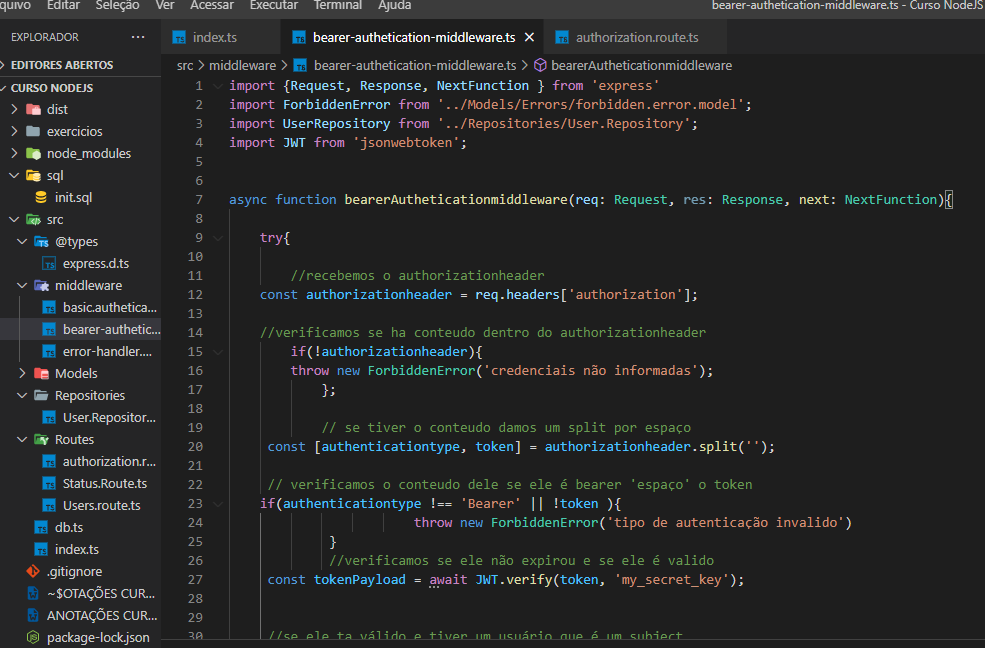 quivo Editar Seleção Ver Acessar Executar Terminal Ajuda bearer-authetication-middleware.ts - Curso NodeJS
EXPLORADOR ...
EDITORES ABERTOS
CURSO NODEJS
dist
exercicios
node_modules
sql
init.sql
src
@types
express.d.ts
middleware
basic.authetica...
bearer-authetic...
error-handler....
Models
Repositories
User.Repositor...
Routes
authorization.r...
Status.Route.ts
Users.route.ts
db.ts
index.ts
.gitignore
~$OTAÇÕES CUR...
ANOTAÇÕES CUR...
package-lock.json
index.ts bearer-authetication-middleware.ts authorization.route.ts
src > middleware > bearer-authetication-middleware.ts > bearerAutheticationmiddleware
1 import {Request, Response, NextFunction } from 'express'
2 import ForbiddenError from '../Models/Errors/forbidden.error.model';
3 import UserRepository from '../Repositories/User.Repository';
4 import JWT from 'jsonwebtoken';
5
6
7 async function bearerAutheticationmiddleware(req: Request, res: Response, next: NextFunction){
8
9 try{
10
11 //recebemos o authorizationheader
12 const authorizationheader = req.headers['authorization'];
13
14 //verificamos se ha conteudo dentro do authorizationheader
15 if(!authorizationheader){
16 throw new ForbiddenError('credenciais não informadas');
17 };
18
19 // se tiver o conteudo damos um split por espaço
20 const [authenticationtype, token] = authorizationheader.split('');
21
22 // verificamos o conteudo dele se ele é bearer 'espaço' o token
23 if(authenticationtype !== 'Bearer' || !token ){
24 throw new ForbiddenError('tipo de autenticação invalido')
25 }
26 //verificamos se ele não expirou e se ele é valido
27 const tokenPayload = await JWT.verify(token, 'my_secret_key');
28
29
30 //se ele ta válido e tiver um usuário que é um subject